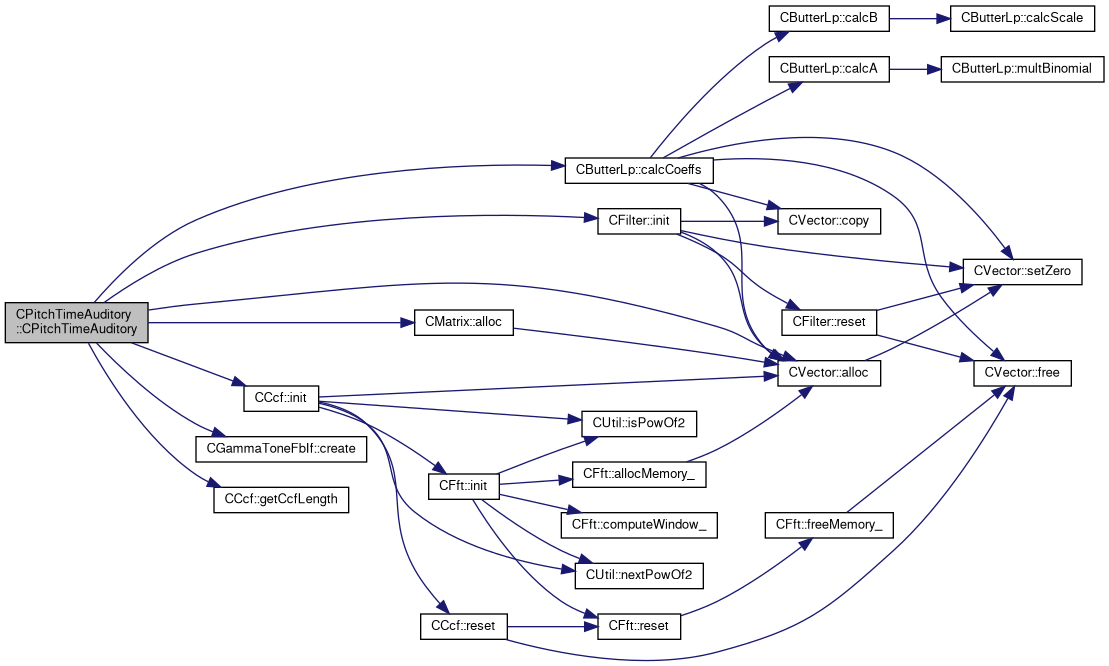 CButterLp::calcB
CButterLp::calcScale
CButterLp::calcA
CButterLp::multBinomial
CButterLp::calcCoeffs
CFilter::init
CVector::copy
CVector::setZero
CPitchTimeAuditory
::CPitchTimeAuditory
CMatrix::alloc
CFilter::reset
CVector::alloc
CVector::free
CCcf::init
CUtil::isPowOf2
CGammaToneFbIf::create
CFft::init
CFft::allocMemory_
CCcf::getCcfLength
CFft::computeWindow_
CFft::freeMemory_
CUtil::nextPowOf2
CCcf::reset
CFft::reset